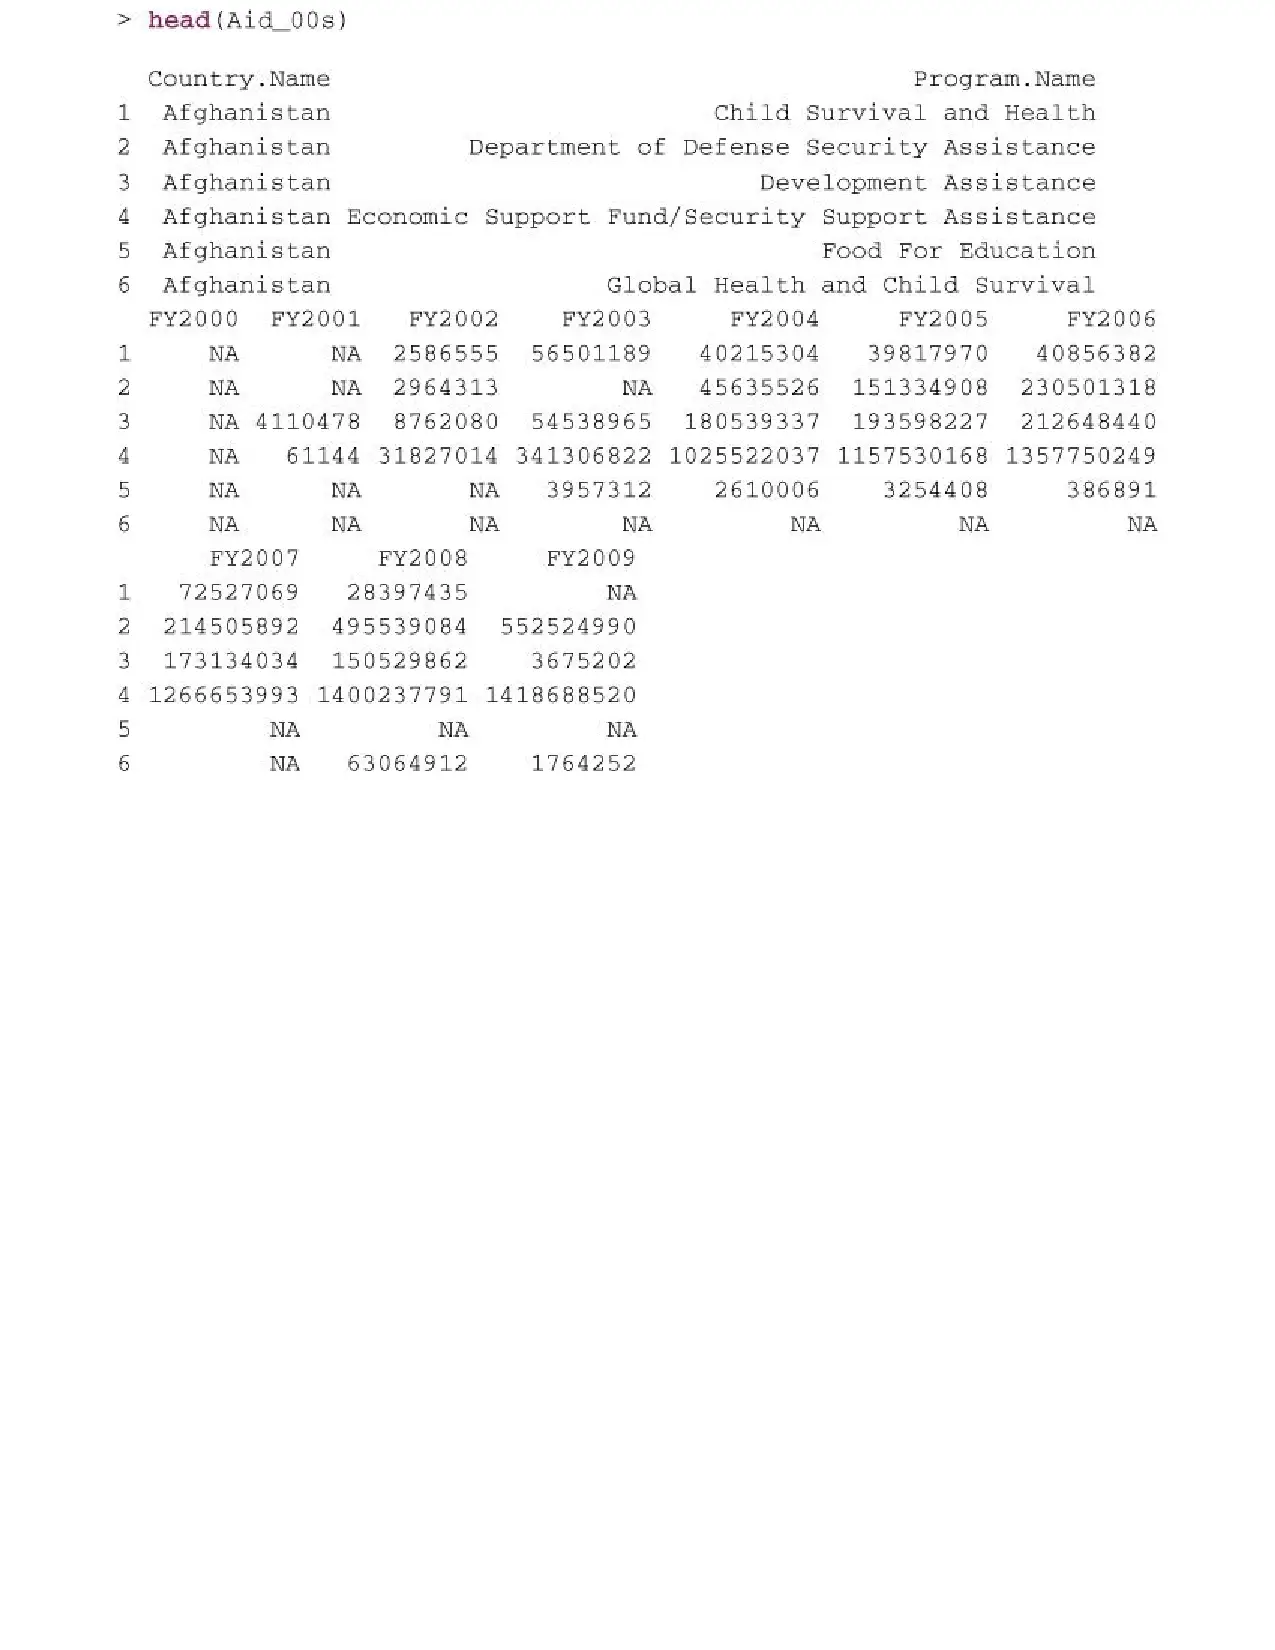 > head(Aid_00s)
Country.Name Program.Name
1 Afghanistan Child Survival and Health
2 Afghanistan Department of Defense Security Assistance
3 Afghanistan Development Assistance
4 Afghanistan Economic Support Fund/Security Support Assistance
5 Afghanistan Food For Education
6 Afghanistan Global Health and Child Survival
FY2000 FY2001 FY2002 FY2003 FY2004 FY2005 FY2006
1 NA NA 2586555 56501189 40215304 39817970 40856382
2 NA NA 2964313 NA 45635526 151334908 230501318
3 NA 4110478 8762080 54538965 180539337 193598227 212648440
4 NA 61144 31827014 341306822 1025522037 1157530168 1357750249
5 NA NA NA 3957312 2610006 3254408 386891
6 NA NA NA NA NA NA NA
FY2007 FY2008 FY2009
1 72527069 28397435 NA
2 214505892 495539084 552524990
3 173134034 150529862 3675202
4 1266653993 1400237791 1418688520
5 NA NA NA
6 NA 63064912 1764252